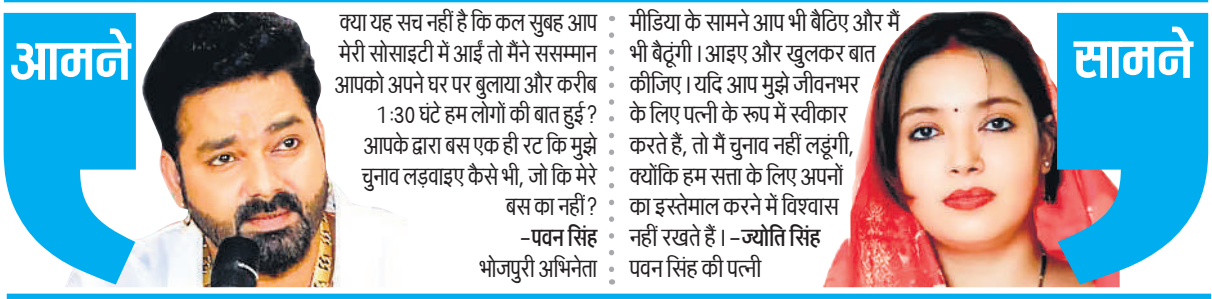 आमने
क्या यह सच नहीं है कि कल सुबह आप
मेरी सोसाइटी में आईं तो मैंने ससम्मान
आपको अपने घर पर बुलाया और करीब
1:30 घंटे हम लोगों की बात हुई?
आपके द्वारा बस एक ही रट कि मुझे
चुनाव लड़वाइए कैसे भी, जो कि मेरे
बस का नहीं?
–पवन सिंह
भोजपुरी अभिनेता
मीडिया के सामने आप भी बैठिए और मैं
भी बैठूंगी। आइए और खुलकर बात
कीजिए। यदि आप मुझे जीवनभर
के लिए पत्नी के रूप में स्वीकार
करते हैं, तो मैं चुनाव नहीं लडूंगी,
क्योंकि हम सत्ता के लिए अपनों
का इस्तेमाल करने में विश्वास
नहीं रखते हैं। –ज्योति सिंह
पवन सिंह की पत्नी
सामने